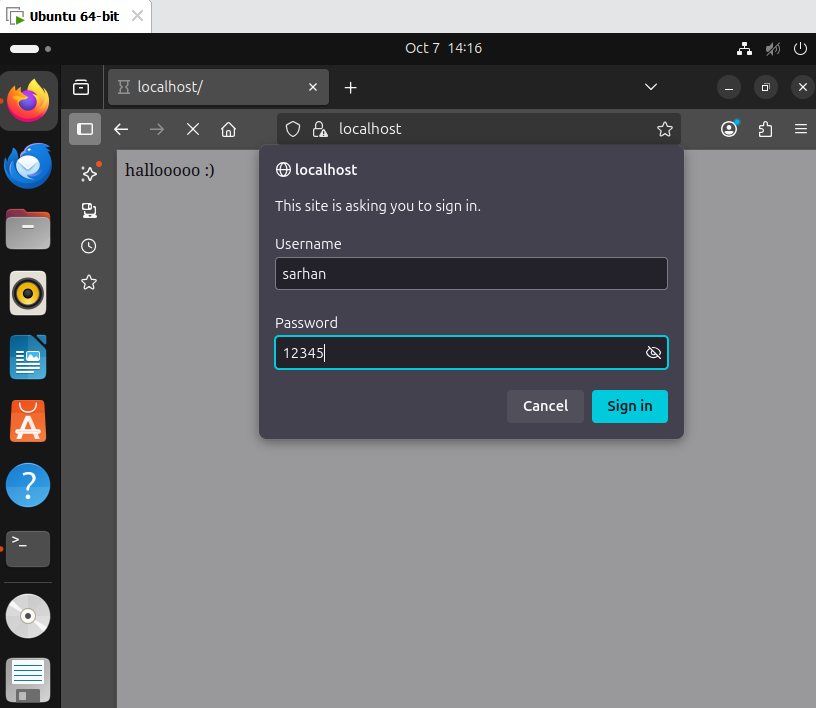 Ubuntu 64-bit
Oct 7 14:16
localhost/
localhost
hallooooo :)
localhost
This site is asking you to sign in.
Username
sarhan
Password
12345
Cancel
Sign in